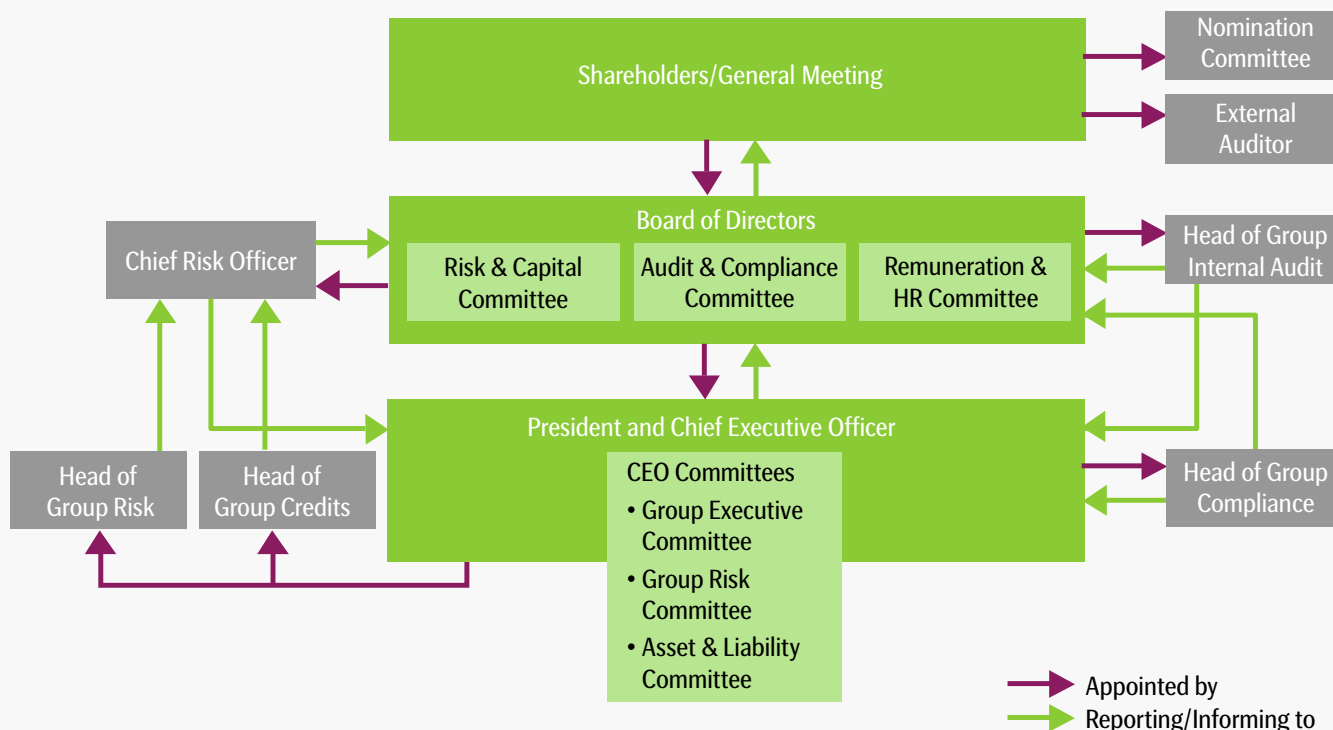 Nomination
Committee
Shareholders/General Meeting
External
Auditor
Board of Directors
Chief Risk Officer
Risk & Capital
Committee
Audit & Compliance
Committee
Remuneration &
HR Committee
Head of Group
Internal Audit
President and Chief Executive Officer
Head of
Group Risk
Head of
Group Credits
CEO Committees
• Group Executive
Committee
• Group Risk
Committee
• Asset & Liability
Committee
Head of Group
Compliance
Appointed by
Reporting/Informing to